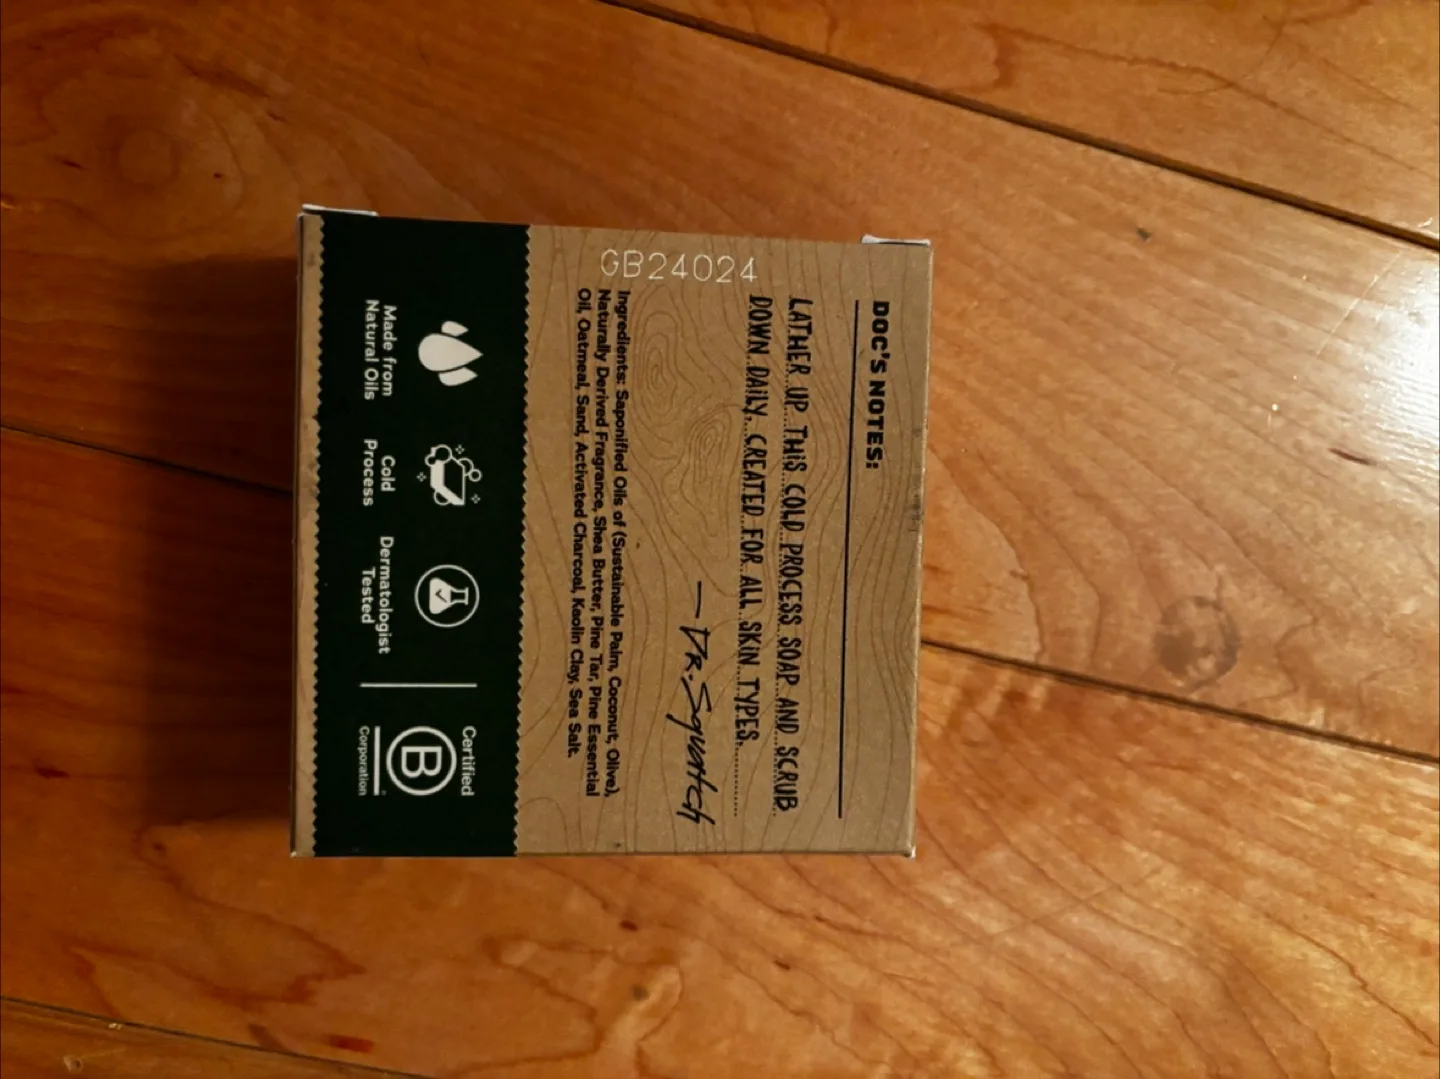 DOC'S NOTES:
LATHER UP THIS COLD PROCESS SOAP AND SCRUB
DOWN DAILY. CREATED FOR ALL SKIN TYPES.
—DR. Squatch
Ingredients: Saponified Oils of (Sustainable Palm, Coconut, Olive),
Naturally Derived Fragrance, Shea Butter, Pine Tar, Pine Essential
Oil, Oatmeal, Sand, Activated Charcoal, Kaolin Clay, Sea Salt.
GB24024
Made from
Natural Oils
Cold
Process
Dermatologist
Tested
Certified
B
Corporation